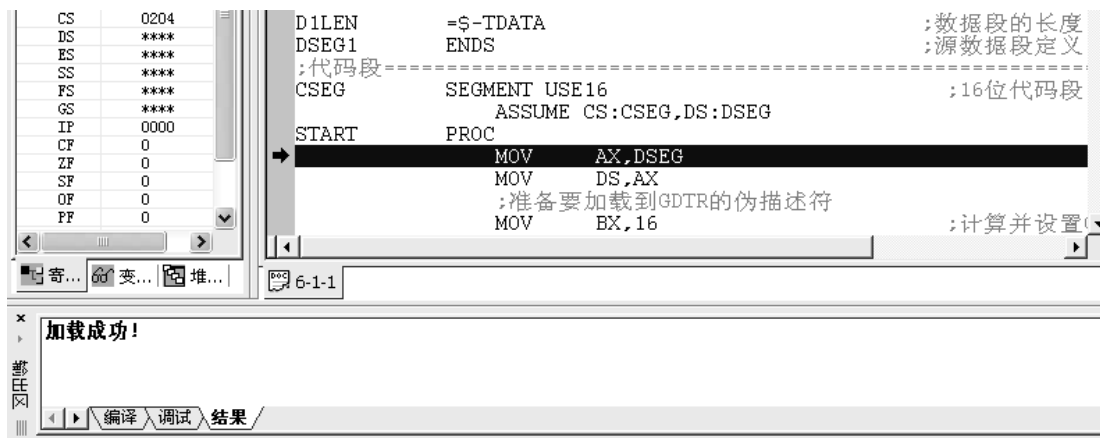 CS 0204
DS ****
ES ****
SS ****
FS ****
GS ****
IP 0000
CF 0
ZF 0
SF 0
OF 0
PF 0
寄...
变...
堆...
D1LEN =$-TDATA ;数据段的长度
DSEG1 ENDS ;源数据段定义
;代码段=====================================================
CSEG SEGMENT USE16 ;16位代码段
ASSUME CS:CSEG,DS:DSEG
START PROC
MOV AX,DSEG
MOV DS,AX
;准备要加载到GDTR的伪描述符
MOV BX,16 ;计算并设置
6-1-1
加载成功!
输出区
编译
调试
结果